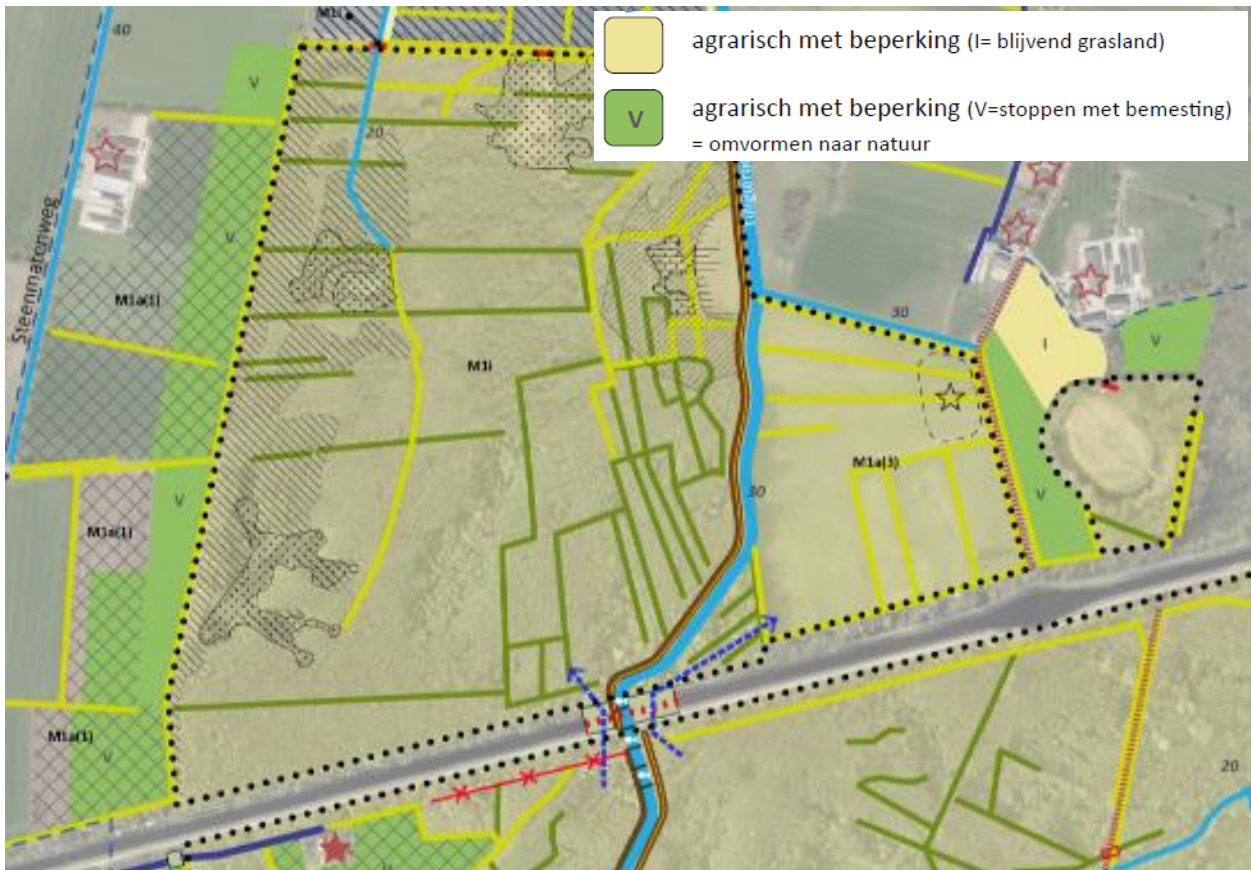 agrarisch met beperking (I= blijvend grasland)
V
agrarisch met beperking (V=stoppen met bemesting)
= omvormen naar natuur
M1i
40
V
20
Steenmatenweg
V
M1a(1)
30
I
V
M1i
M1a(3)
V
V
30
M1a(1)
M1a(1)
V
20